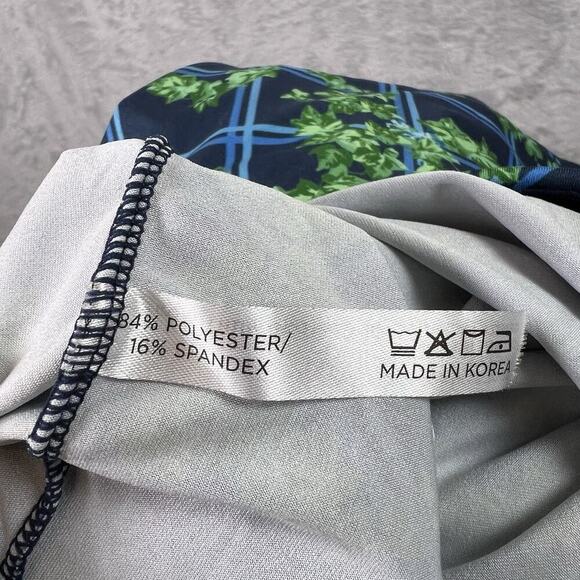 84% POLYESTER/
16% SPANDEX
MADE IN KOREA